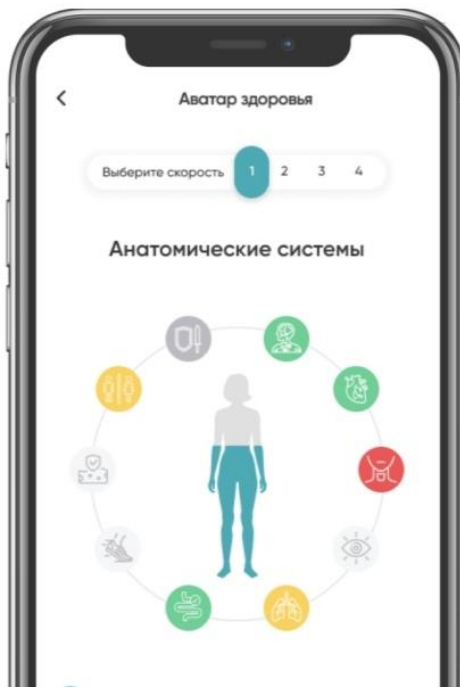 Аватар здоровья
Выберите скорость 1 2 3 4
Анатомические системы